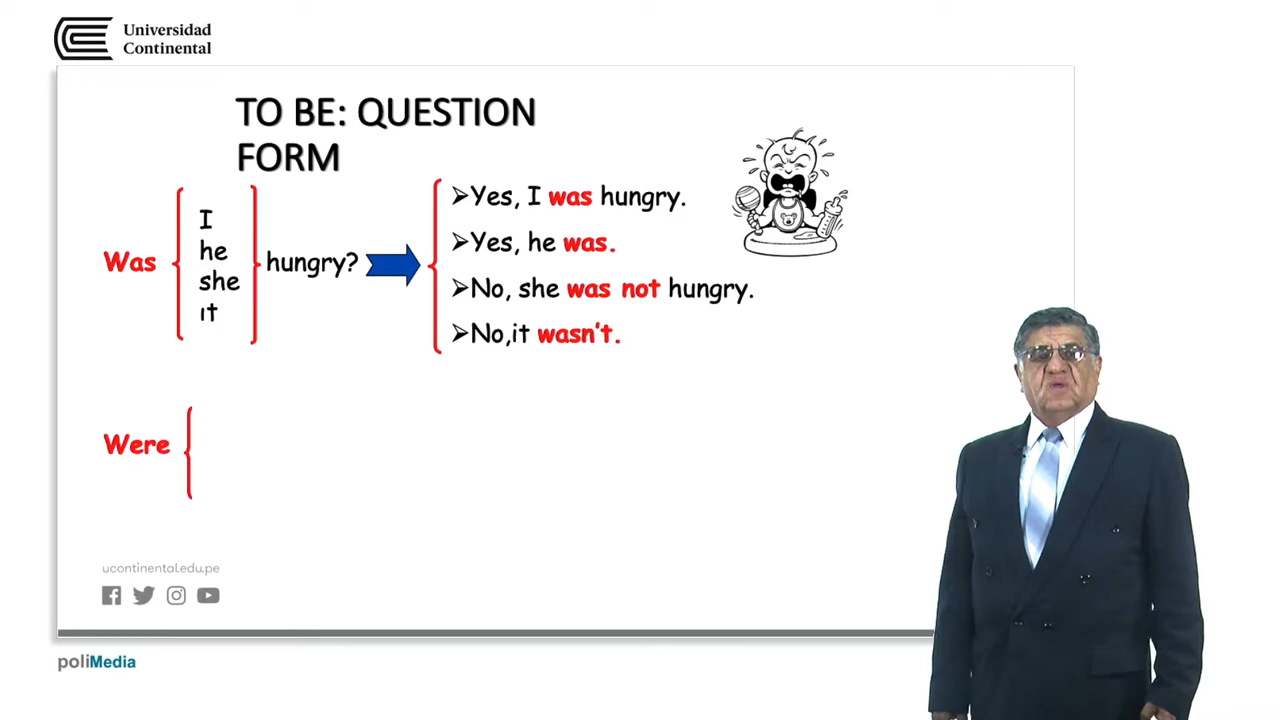 Universidad
Continental
TO BE: QUESTION
FORM
Was
I
he
she
it
hungry?
➢Yes, I was hungry.
➢Yes, he was.
➢No, she was not hungry.
➢No,it wasn't.
Were
ucontinental.edu.pe
poliMedia